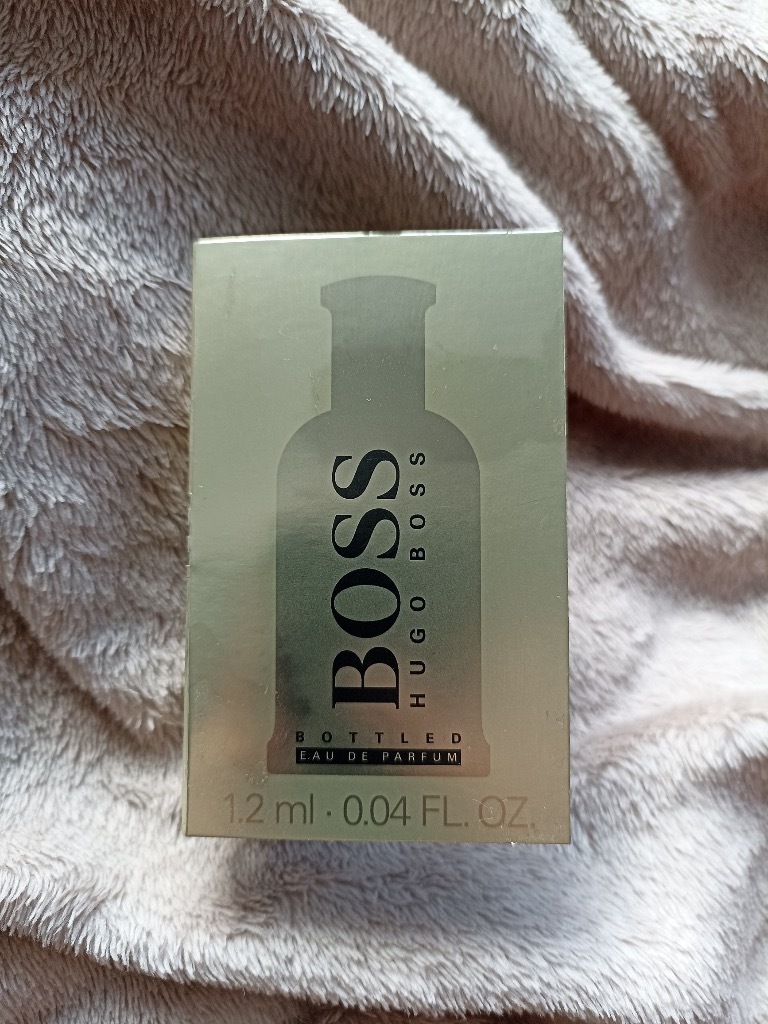 BOSS
HUGO BOSS
BOTTLED
EAU DE PARFUM
1.2 ml · 0.04 FL. OZ.